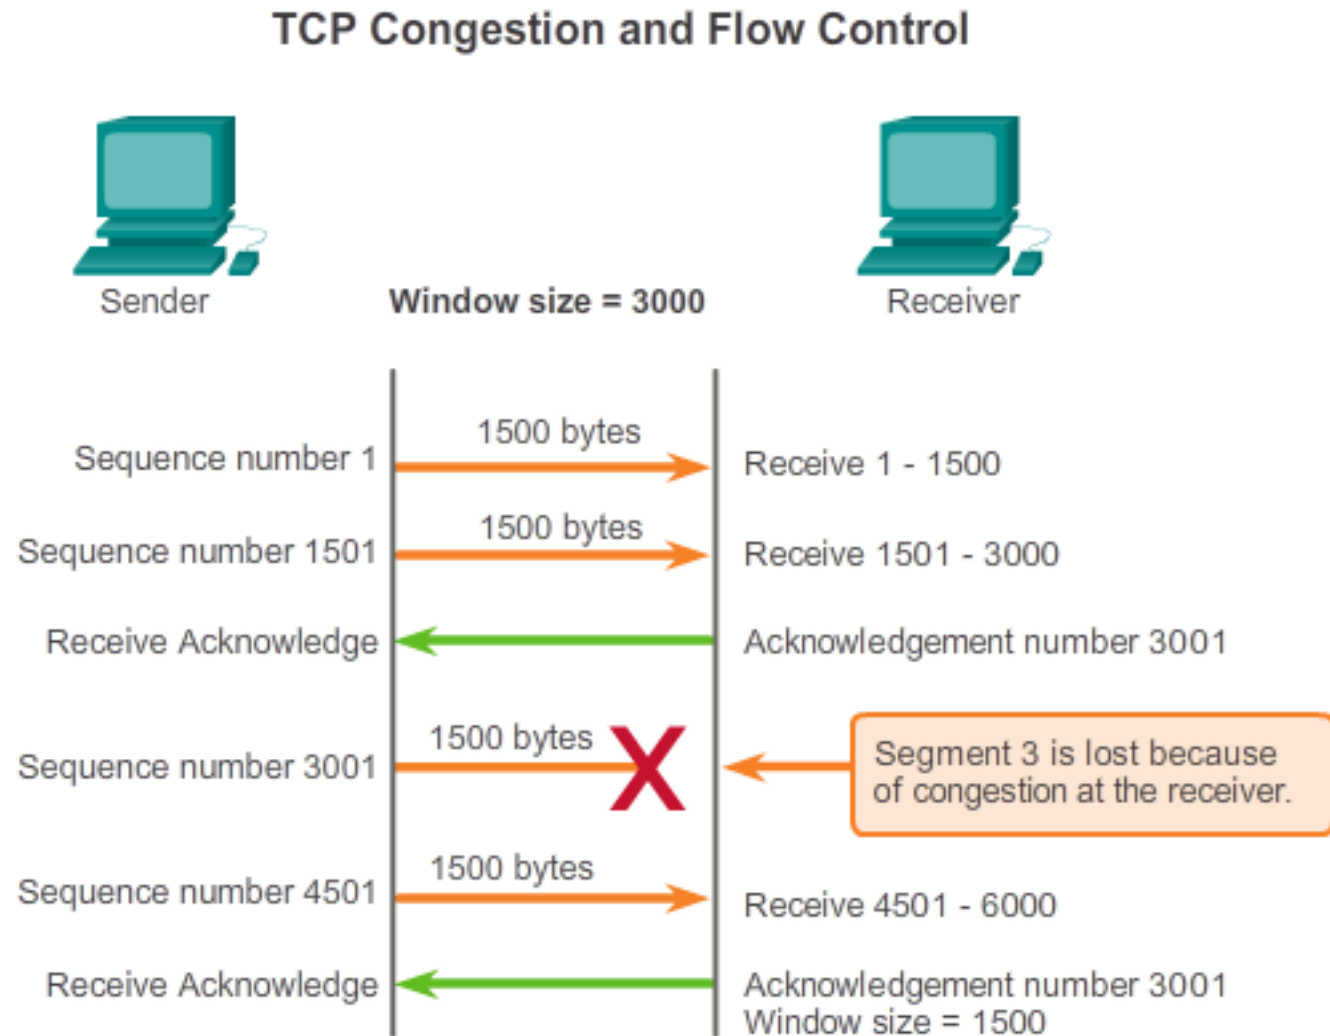 TCP Congestion and Flow Control
Sender
Window size = 3000
Receiver
1500 bytes
Sequence number 1
Receive 1 - 1500
1500 bytes
Sequence number 1501
Receive 1501 - 3000
Receive Acknowledge
Acknowledgement number 3001
1500 bytes
Sequence number 3001
X
Segment 3 is lost because
of congestion at the receiver.
1500 bytes
Sequence number 4501
Receive 4501 - 6000
Receive Acknowledge
Acknowledgement number 3001
Window size = 1500